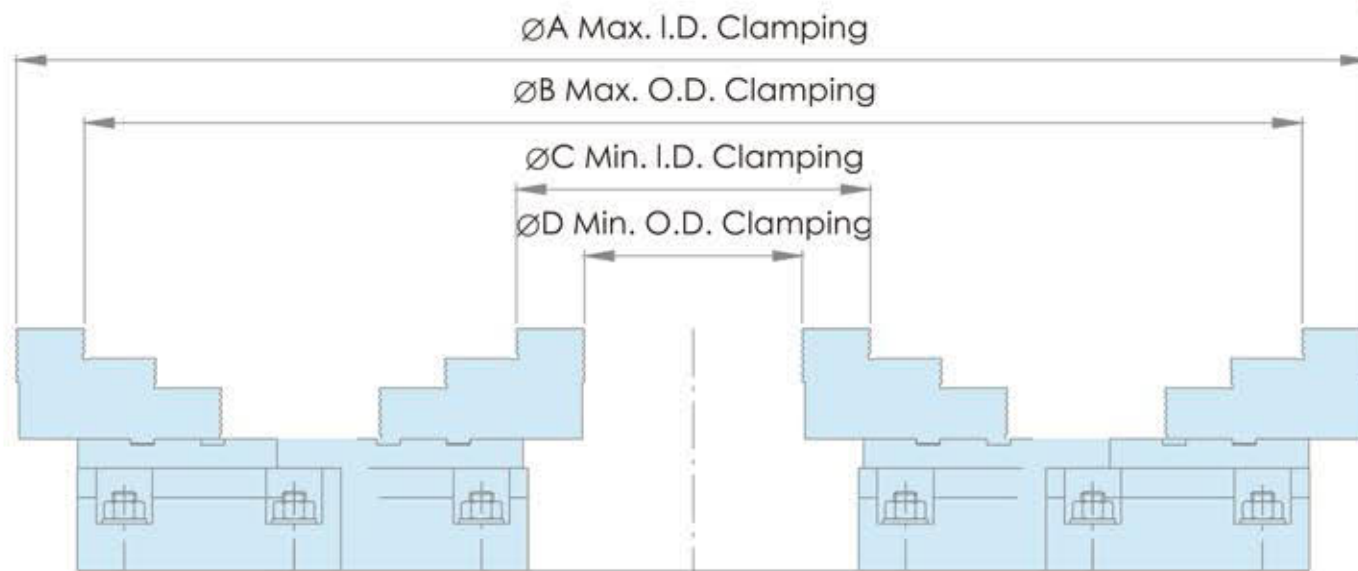 ∅A Max. I.D. Clamping
∅B Max. O.D. Clamping
∅C Min. I.D. Clamping
∅D Min. O.D. Clamping